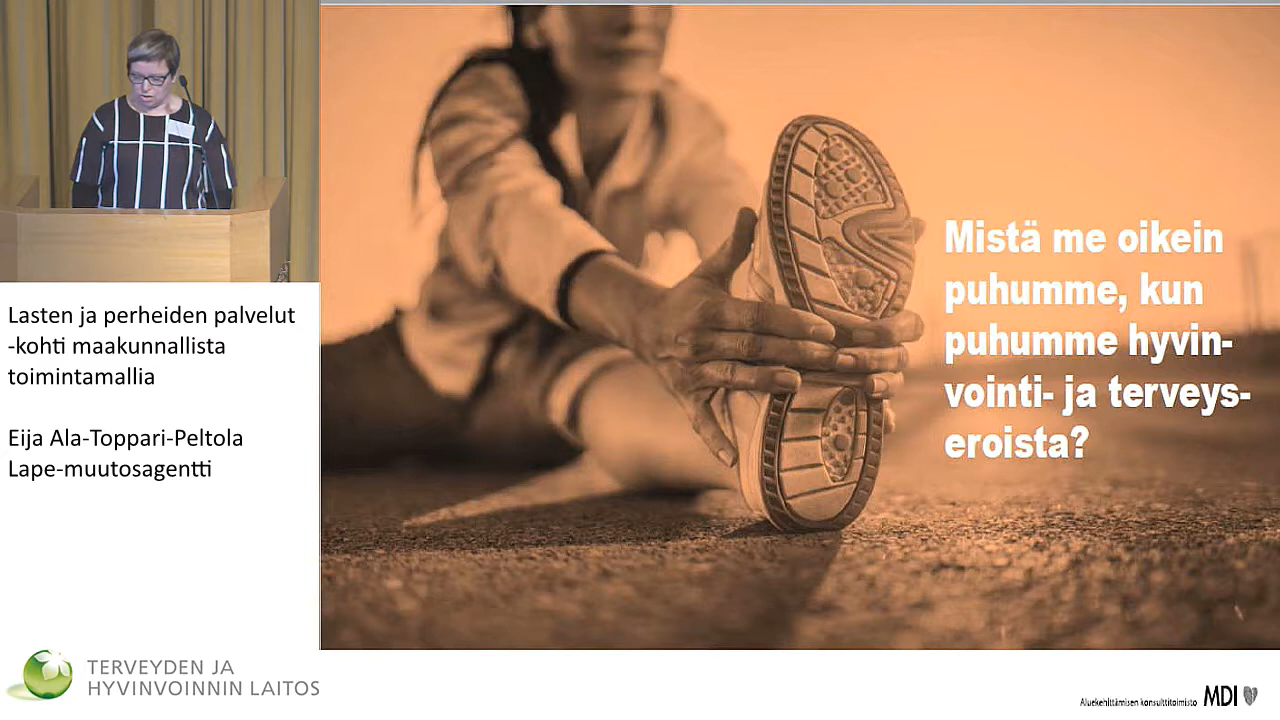 Lasten ja perheiden palvelut
-kohti maakunnallista
toimintamallia
Eija Ala-Toppari-Peltola
Lape-muutosagentti
TERVEYDEN JA
HYVINVOINNIN LAITOS
Mistä me oikein
puhumme, kun
puhumme hyvin-
vointi- ja terveys-
eroista?
Aluekehittämisen konsulttitoimisto MDI